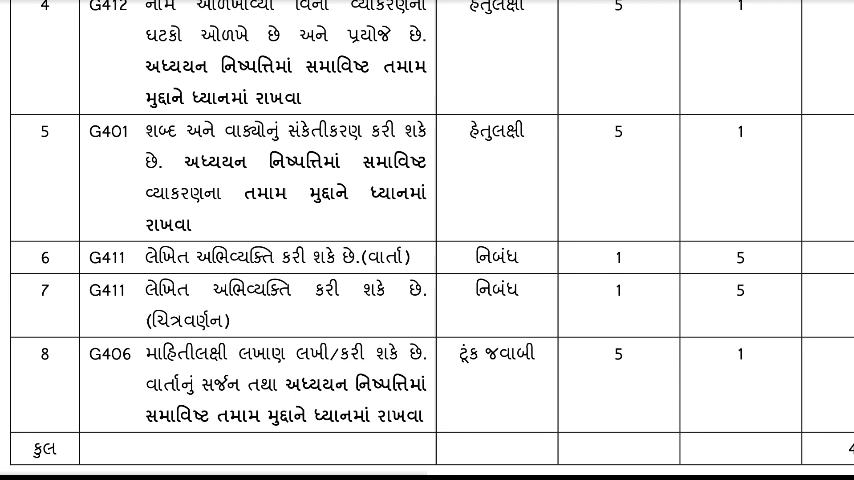 4 G412 નામ ઓળખાવ્યા વિના વ્યાકરણના હેતુલક્ષી 5 1
ઘટકો ઓળખે છે અને પ્રયોજે છે.
અધ્યયન નિષ્પત્તિમાં સમાવિષ્ટ તમામ
મુદ્દાને ધ્યાનમાં રાખવા
5 G401 શબ્દ અને વાક્યોનું સંકેતીકરણ કરી શકે હેતુલક્ષી 5 1
છે. અધ્યયન નિષ્પત્તિમાં સમાવિષ્ટ
વ્યાકરણના તમામ મુદ્દાને ધ્યાનમાં
રાખવા
6 G411 લેખિત અભિવ્યક્તિ કરી શકે છે.(વાર્તા) નિબંધ 1 5
7 G411 લેખિત અભિવ્યક્તિ કરી શકે છે. નિબંધ 1 5
(ચિત્રવર્ણન)
8 G406 માહિતીલક્ષી લખાણ લખી/કરી શકે છે. ટૂંક જવાબી 5 1
વાર્તાનું સર્જન તથા અધ્યયન નિષ્પત્તિમાં
સમાવિષ્ટ તમામ મુદ્દાને ધ્યાનમાં રાખવા
કુલ